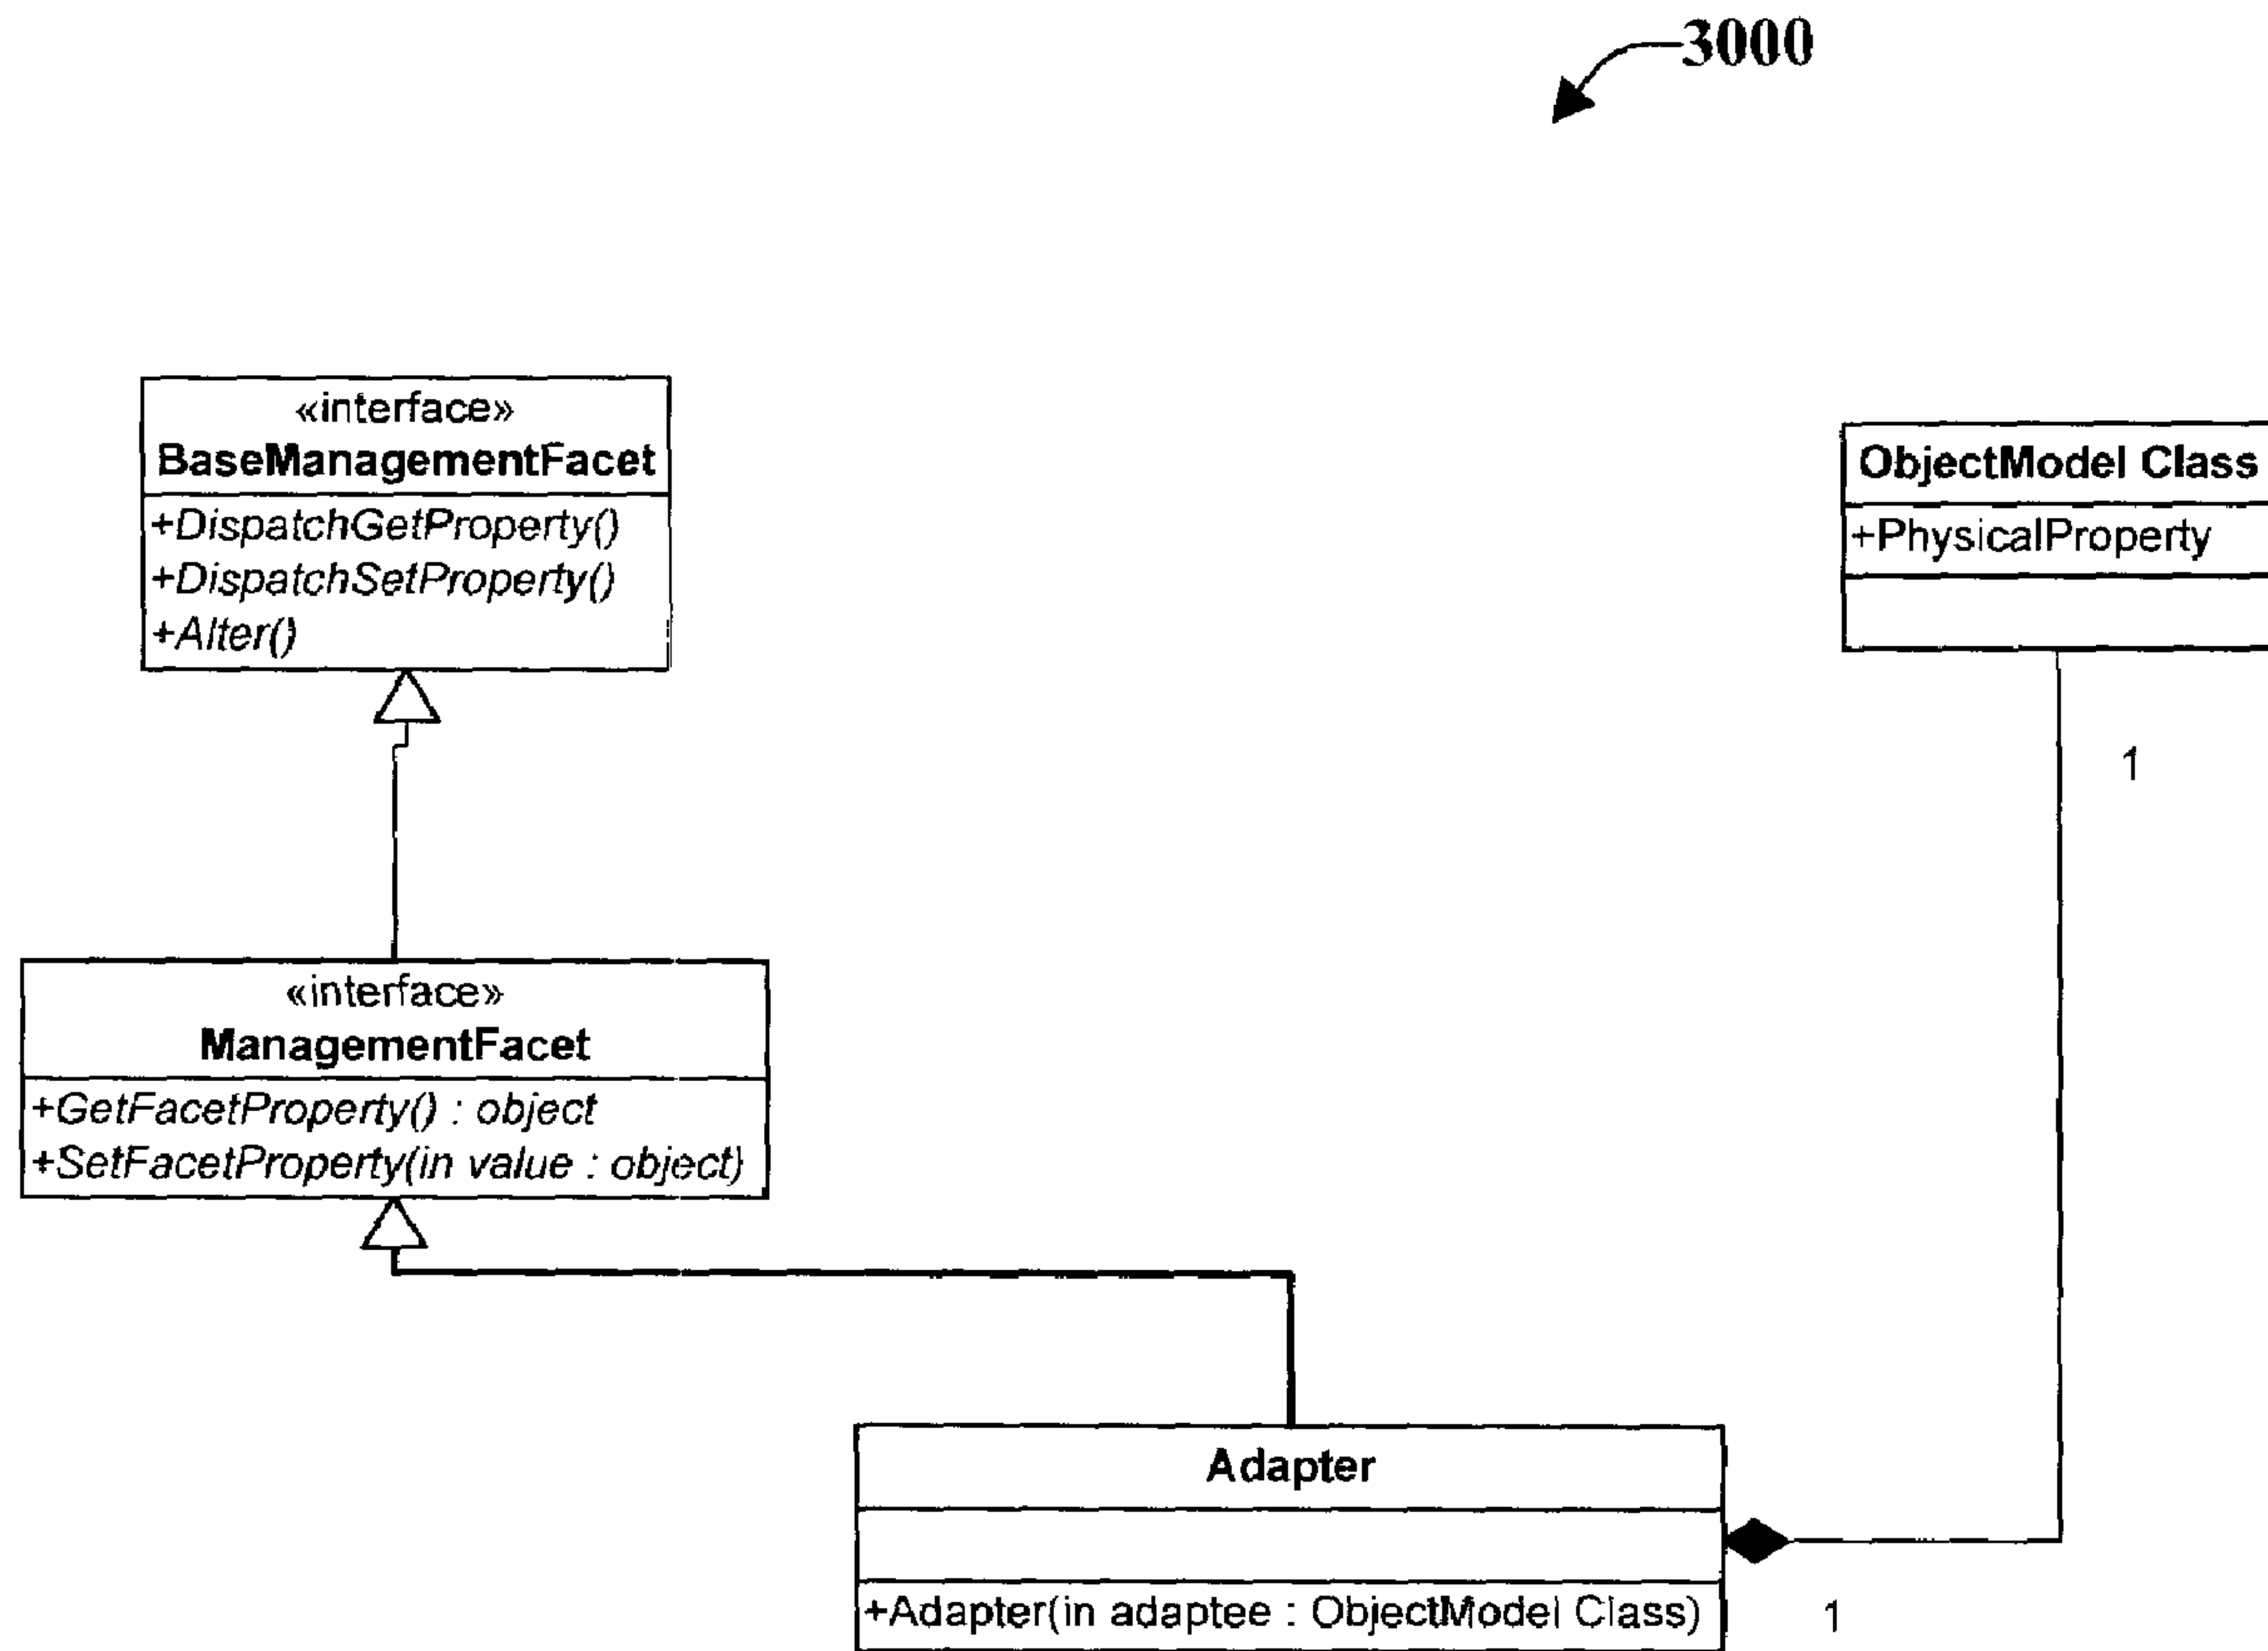 3000
«interface»
BaseManagementFacet
+DispatchGetProperty()
+DispatchSetProperty()
+Alter()
ObjectModel Class
+PhysicalProperty
1
«interface»
ManagementFacet
+GetFacetProperty() : object
+SetFacetProperty(in value : object)
Adapter
+Adapter(in adaptee : ObjectModel Class)
1